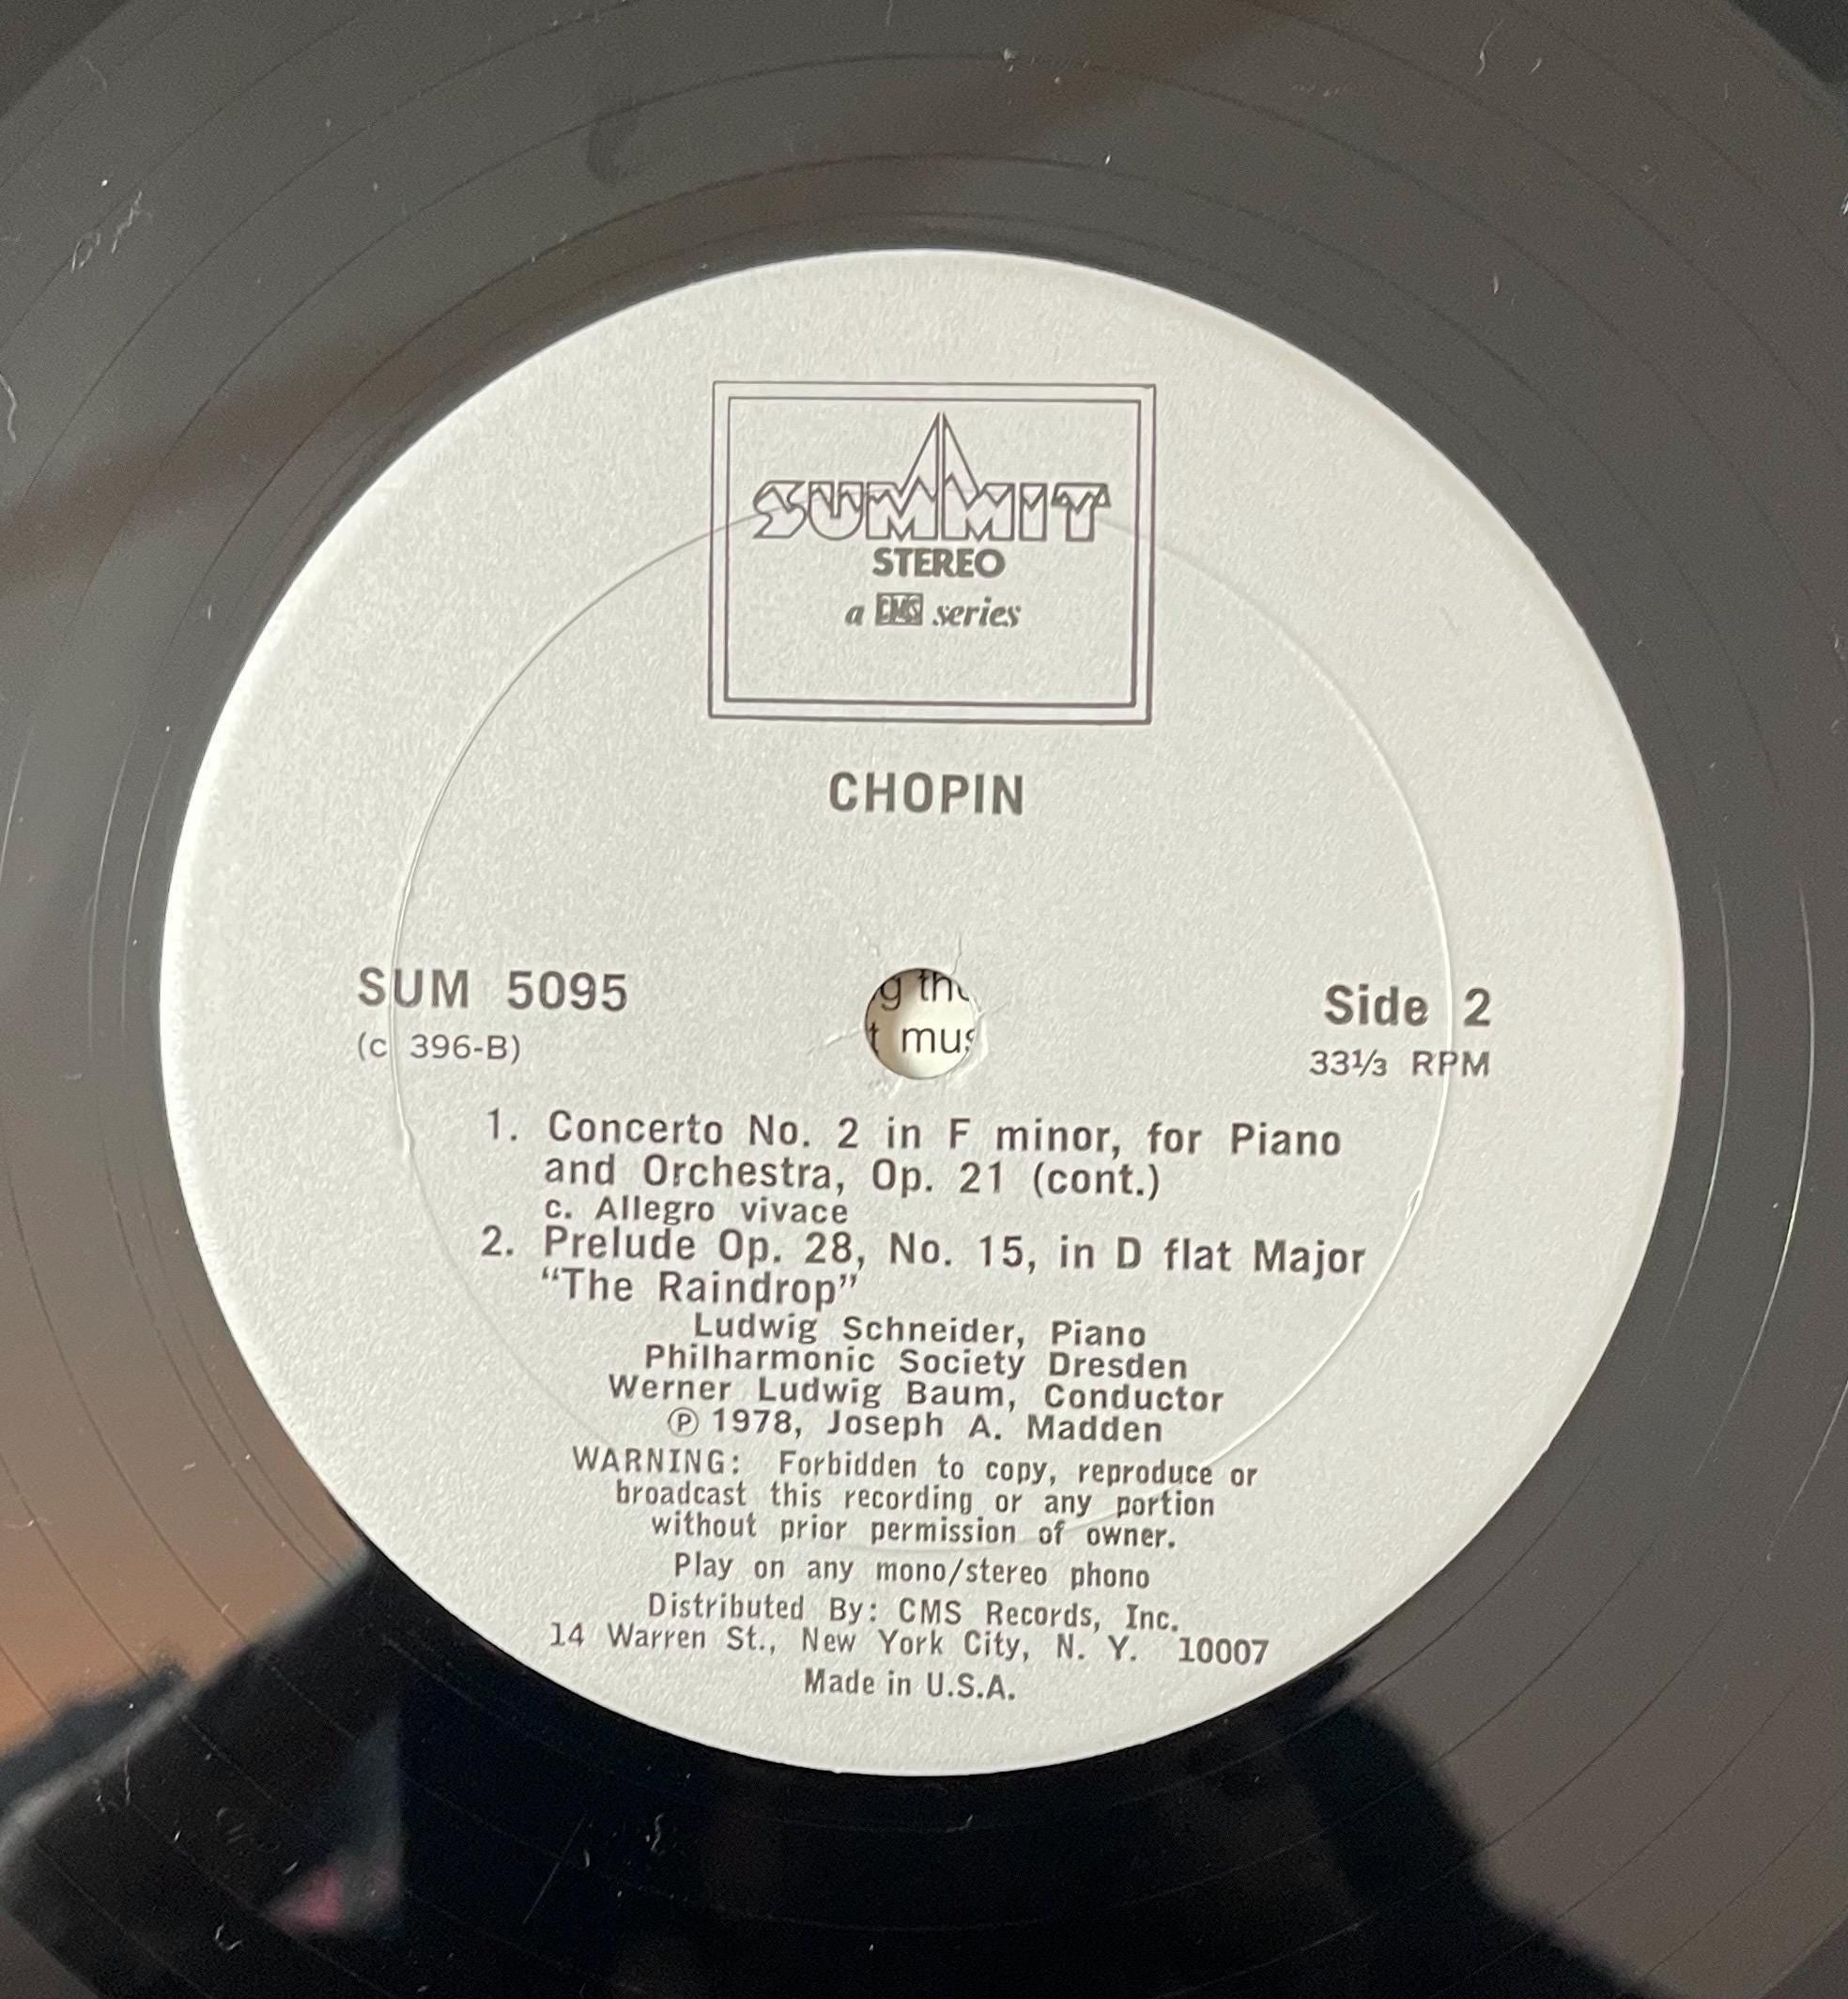 SUMMIT
STEREO
a CMS series
CHOPIN
SUM 5095
(c 396-B)
g the
t mus
Side 2
33⅓ RPM
1. Concerto No. 2 in F minor, for Piano
and Orchestra, Op. 21 (cont.)
c. Allegro vivace
2. Prelude Op. 28, No. 15, in D flat Major
“The Raindrop”
Ludwig Schneider, Piano
Philharmonic Society Dresden
Werner Ludwig Baum, Conductor
℗ 1978, Joseph A. Madden
WARNING: Forbidden to copy, reproduce or
broadcast this recording or any portion
without prior permission of owner.
Play on any mono/stereo phono
Distributed By: CMS Records, Inc.
14 Warren St., New York City, N. Y. 10007
Made in U.S.A.